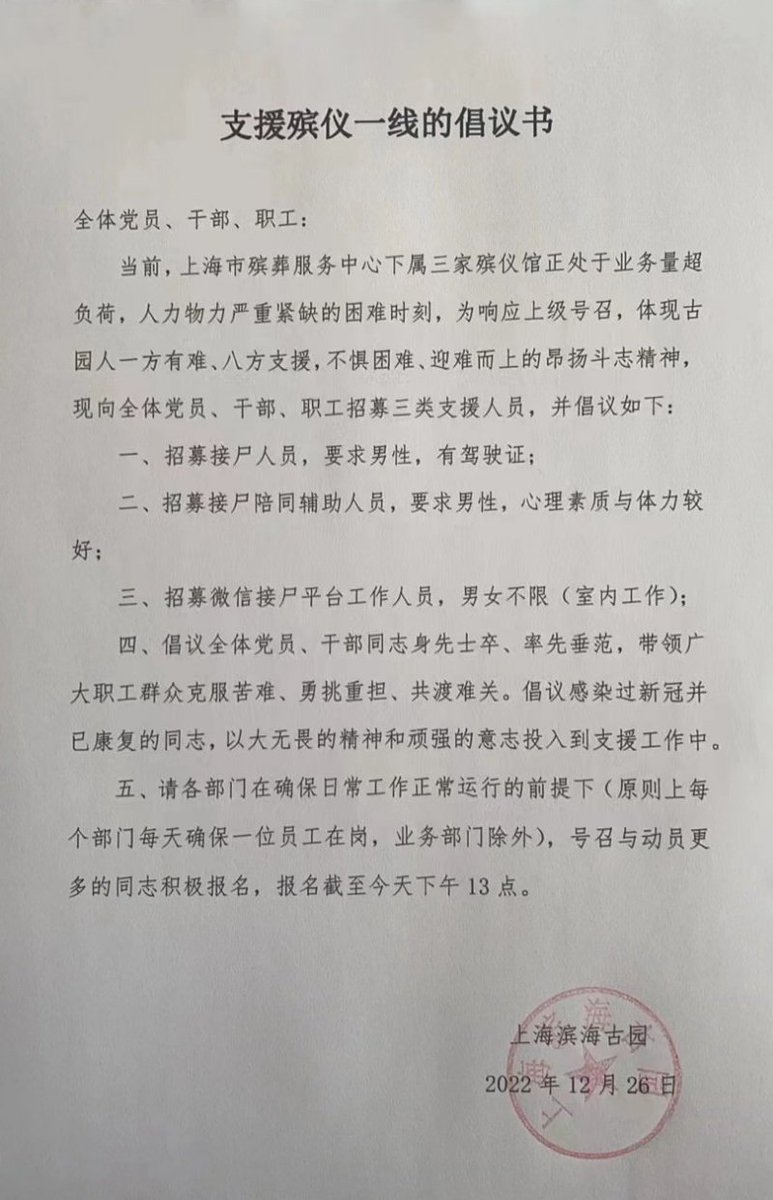 支援殡仪一线的倡议书
全体党员、干部、职工：
当前，上海市殡葬服务中心下属三家殡仪馆正处于业务量超
负荷，人力物力严重紧缺的困难时刻，为响应上级号召，体现古
园人一方有难、八方支援，不惧困难、迎难而上的昂扬斗志精神，
现向全体党员、干部、职工招募三类支援人员，并倡议如下：
一、招募接尸人员，要求男性，有驾驶证；
二、招募接尸陪同辅助人员，要求男性，心理素质与体力较
好；
三、招募微信接尸平台工作人员，男女不限（室内工作）；
四、倡议全体党员、干部同志身先士卒、率先垂范，带领广
大职工群众克服苦难、勇挑重担、共渡难关。倡议感染过新冠并
已康复的同志，以大无畏的精神和顽强的意志投入到支援工作中。
五、请各部门在确保日常工作正常运行的前提下（原则上每
个部门每天确保一位员工在岗，业务部门除外），号召与动员更
多的同志积极报名，报名截至今天下午 13 点。
上海滨海古园
2022 年 12 月 26 日
上海滨海古园